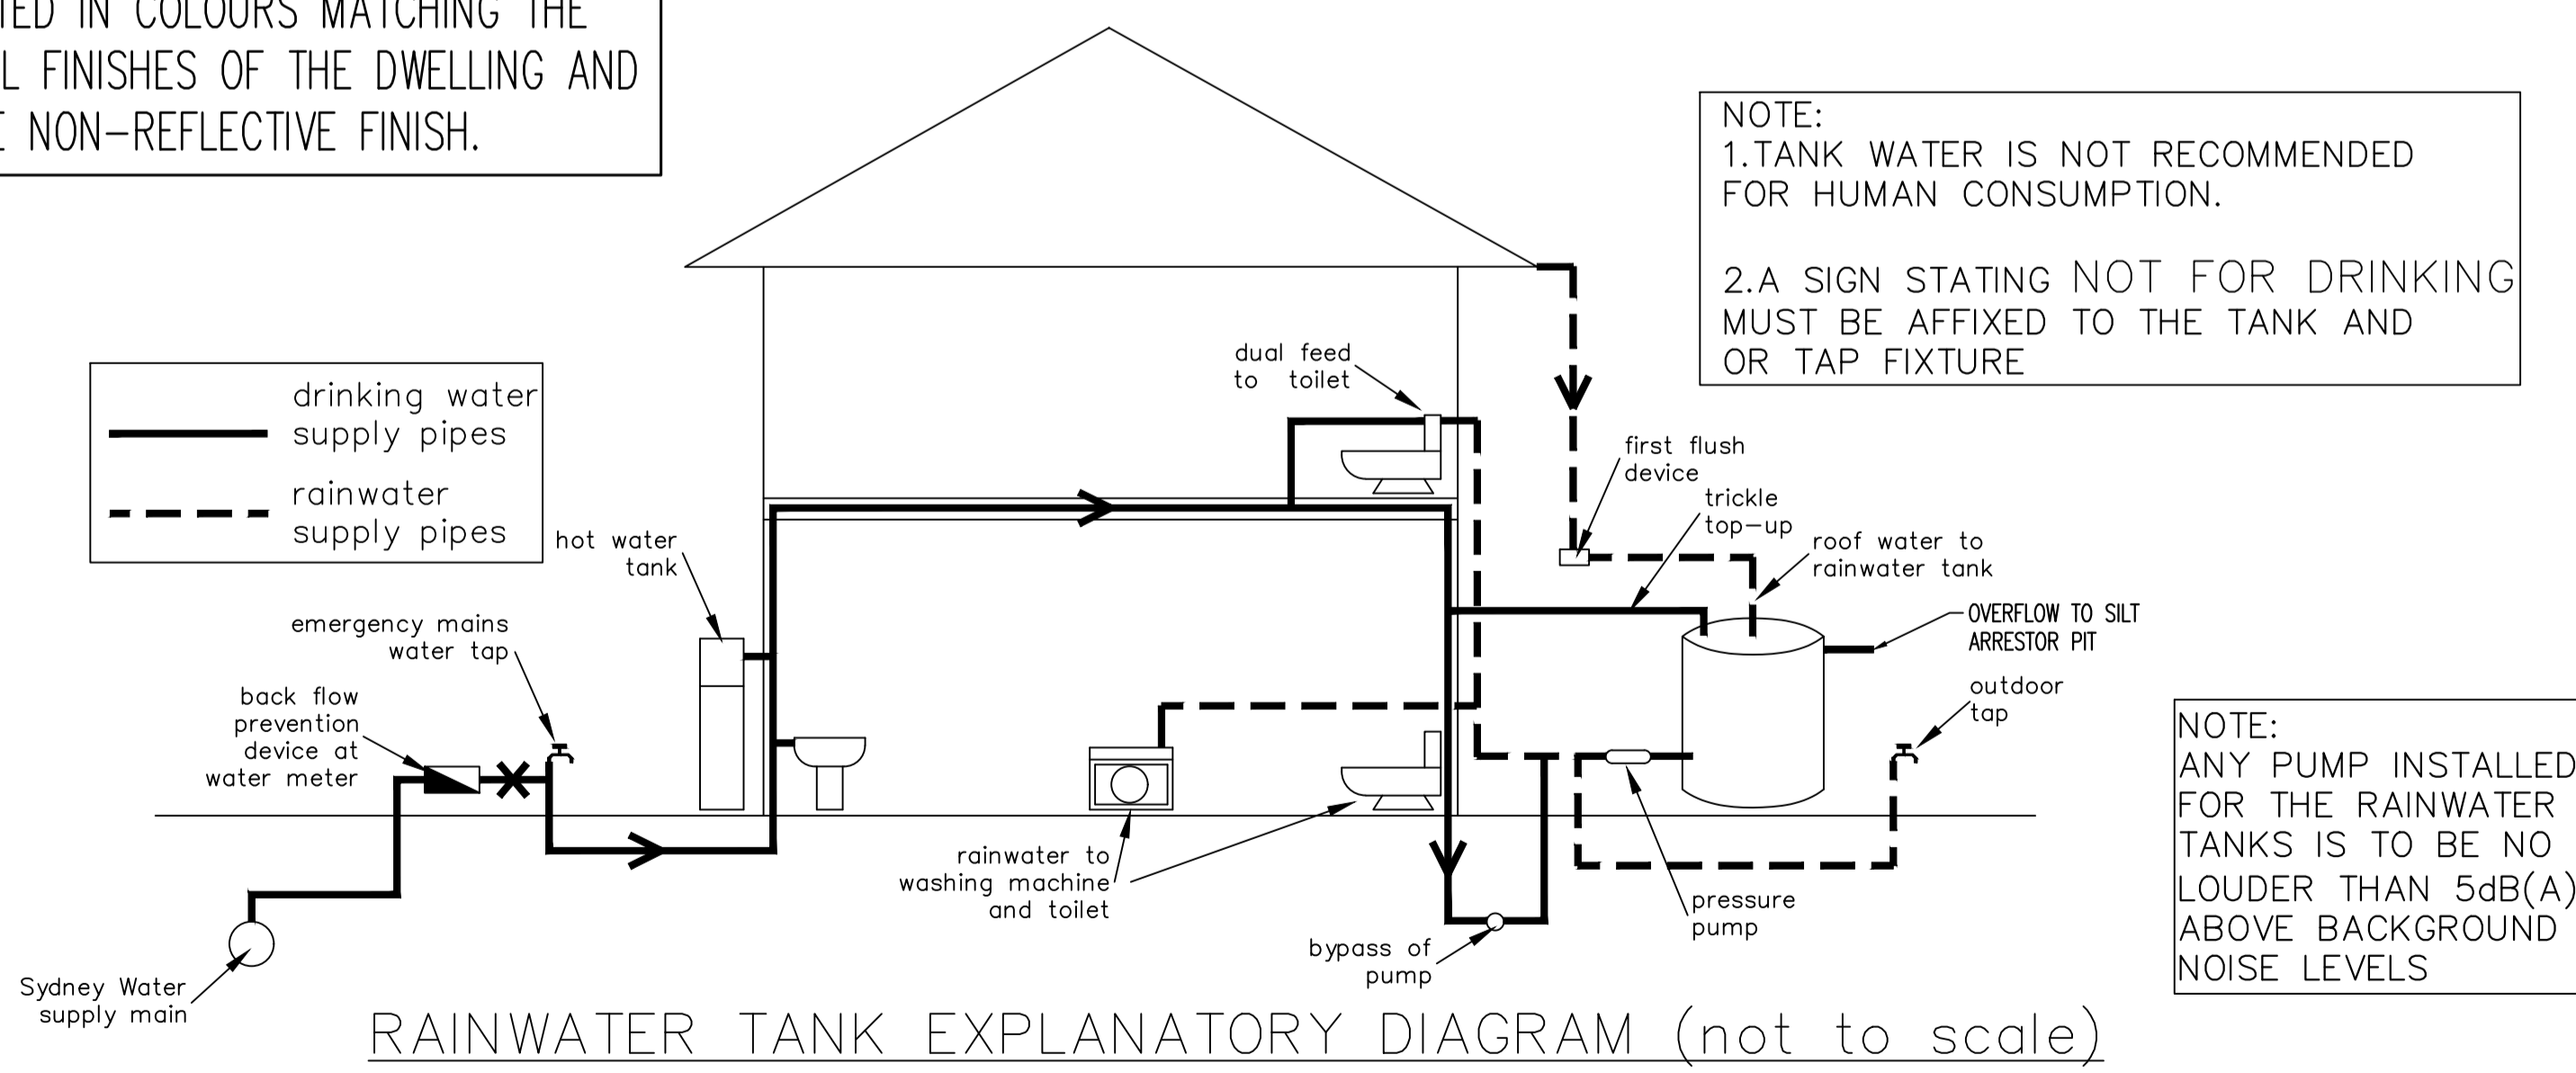 TED IN COLOURS MATCHING THE
L FINISHES OF THE DWELLING AND
E NON-REFLECTIVE FINISH.
NOTE:
1.TANK WATER IS NOT RECOMMENDED
FOR HUMAN CONSUMPTION.
2.A SIGN STATING NOT FOR DRINKING
MUST BE AFFIXED TO THE TANK AND
OR TAP FIXTURE
drinking water
supply pipes
rainwater
supply pipes
dual feed
to toilet
first flush
device
trickle
top-up
roof water to
rainwater tank
hot water
tank
emergency mains
water tap
OVERFLOW TO SILT
ARRESTOR PIT
back flow
prevention
device at
water meter
outdoor
tap
NOTE:
ANY PUMP INSTALLED
FOR THE RAINWATER
TANKS IS TO BE NO
LOUDER THAN 5dB(A)
ABOVE BACKGROUND
NOISE LEVELS
rainwater to
washing machine
and toilet
pressure
pump
bypass of
pump
Sydney Water
supply main
RAINWATER TANK EXPLANATORY DIAGRAM (not to scale)